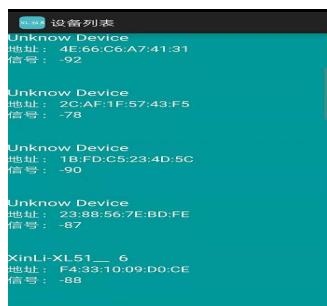 XL 36A 设备列表
Unknow Device
地址： 4E:66:C6:A7:41:31
信号： -92
Unknow Device
地址： 2C:AF:1F:57:43:F5
信号： -78
Unknow Device
地址： 1B:FD:C5:23:4D:5C
信号： -90
Unknow Device
地址： 23:88:56:7E:BD:FE
信号： -87
XinLi-XL51__ 6
地址： F4:33:10:09:D0:CE
信号： -88